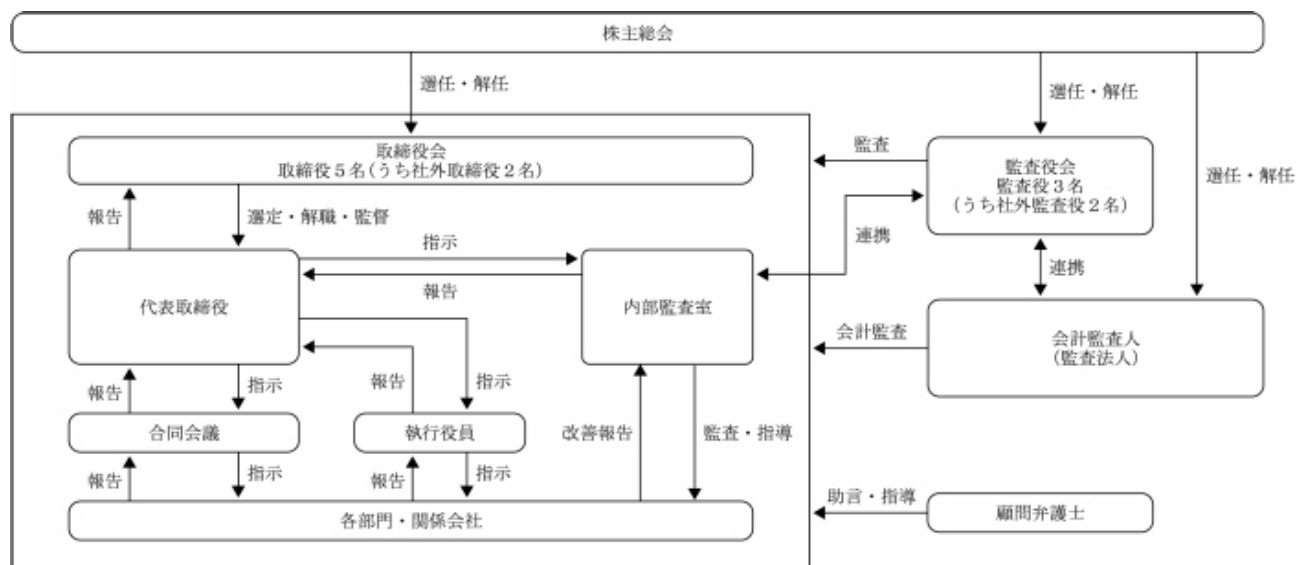 株主総会
選任・解任
選任・解任
選任・解任
取締役会
取締役5名(うち社外取締役2名)
監査
監査役会
監査役3名
(うち社外監査役2名)
報告
選定・解職・監督
連携
連携
代表取締役
指示
報告
内部監査室
会計監査
会計監査人
(監査法人)
報告
指示
報告
指示
合同会議
執行役員
改善報告
監査・指導
報告
指示
報告
指示
各部門・関係会社
助言・指導
顧問弁護士